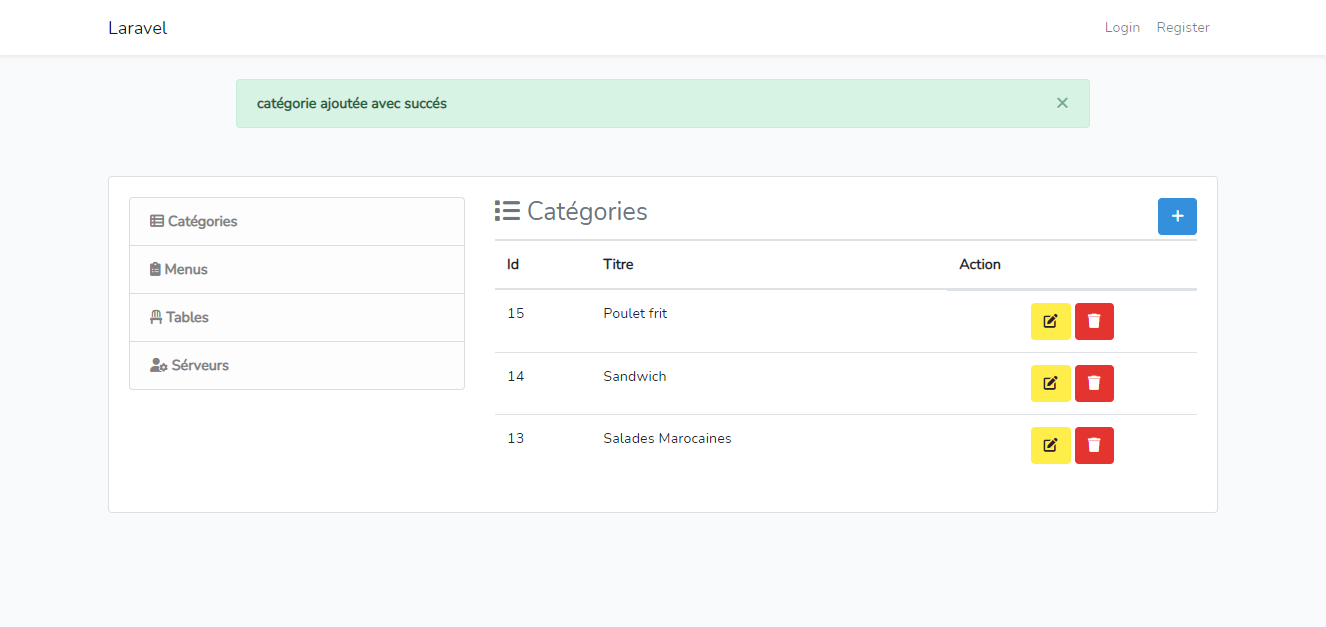 Laravel
Login Register
catégorie ajoutée avec succés
×
Catégories
Menus
Tables
Sérveurs
Catégories
+
Id Titre Action
15 Poulet frit
14 Sandwich
13 Salades Marocaines